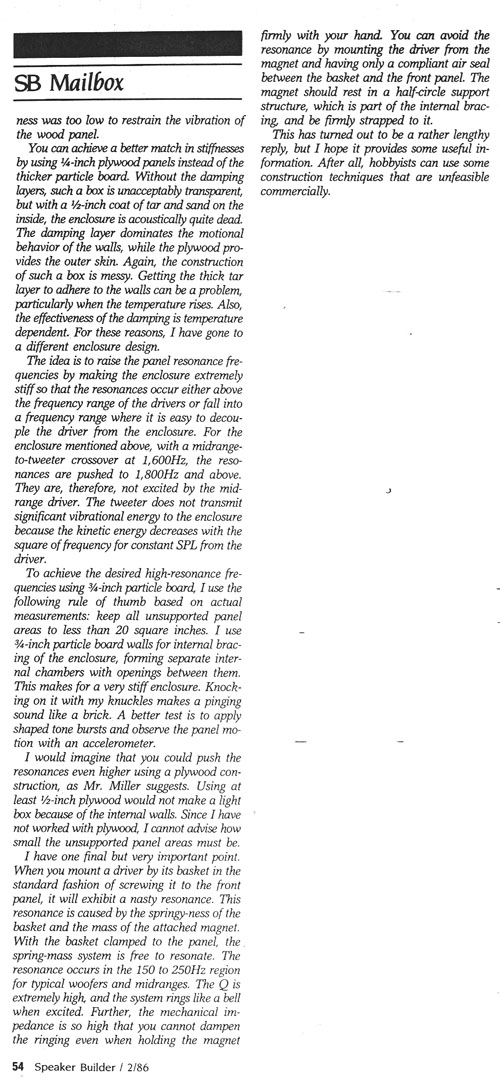 SB Mailbox
ness was too low to restrain the vibration of
the wood panel.
You can achieve a better match in stiffnesses
by using ¼-inch plywood panels instead of the
thicker particle board. Without the damping
layers, such a box is unacceptably transparent,
but with a ½-inch coat of tar and sand on the
inside, the enclosure is acoustically quite dead.
The damping layer dominates the motional
behavior of the walls, while the plywood pro-
vides the outer skin. Again, the construction
of such a box is messy. Getting the thick tar
layer to adhere to the walls can be a problem,
particularly when the temperature rises. Also,
the effectiveness of the damping is temperature
dependent. For these reasons, I have gone to
a different enclosure design.
The idea is to raise the panel resonance fre-
quencies by making the enclosure extremely
stiff so that the resonances occur either above
the frequency range of the drivers or fall into
a frequency range where it is easy to decou-
ple the driver from the enclosure. For the
enclosure mentioned above, with a midrange-
to-tweeter crossover at 1,600Hz, the reso-
nances are pushed to 1,800Hz and above.
They are, therefore, not excited by the mid-
range driver. The tweeter does not transmit
significant vibrational energy to the enclosure
because the kinetic energy decreases with the
square of frequency for constant SPL from the
driver.
To achieve the desired high-resonance fre-
quencies using ¾-inch particle board, I use the
following rule of thumb based on actual
measurements: keep all unsupported panel
areas to less than 20 square inches. I use
¾-inch particle board walls for internal brac-
ing of the enclosure, forming separate inter-
nal chambers with openings between them.
This makes for a very stiff enclosure. Knock-
ing on it with my knuckles makes a pinging
sound like a brick. A better test is to apply
shaped tone bursts and observe the panel mo-
tion with an accelerometer.
I would imagine that you could push the
resonances even higher using a plywood con-
struction, as Mr. Miller suggests. Using at
least ½-inch plywood would not make a light
box because of the internal walls. Since I have
not worked with plywood, I cannot advise how
small the unsupported panel areas must be.
I have one final but very important point.
When you mount a driver by its basket in the
standard fashion of screwing it to the front
panel, it will exhibit a nasty resonance. This
resonance is caused by the springy-ness of the
basket and the mass of the attached magnet.
With the basket clamped to the panel, the
spring-mass system is free to resonate. The
resonance occurs in the 150 to 250Hz region
for typical woofers and midranges. The Q is
extremely high, and the system rings like a bell
when excited. Further, the mechanical im-
pedance is so high that you cannot dampen
the ringing even when holding the magnet
firmly with your hand. You can avoid the
resonance by mounting the driver from the
magnet and having only a compliant air seal
between the basket and the front panel. The
magnet should rest in a half-circle support
structure, which is part of the internal brac-
ing, and be firmly strapped to it.
This has turned out to be a rather lengthy
reply, but I hope it provides some useful in-
formation. After all, hobbyists can use some
construction techniques that are unfeasible
commercially.
54 Speaker Builder / 2/86